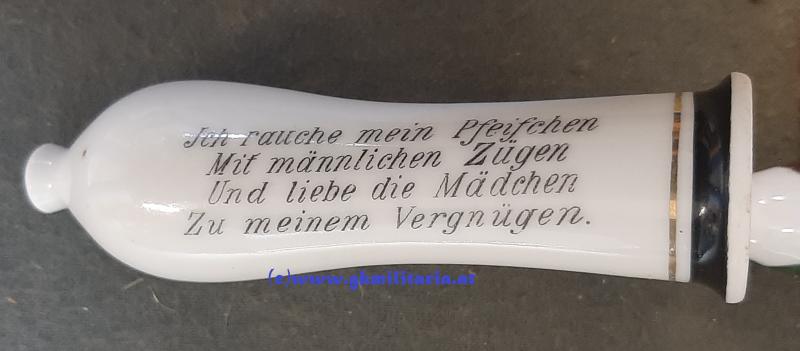 Ich rauche mein Pfeifchen
Mit männlichen Zügen
Und liebe die Mädchen
Zu meinem Vergnügen.
(c)www.gkmilitaria.at